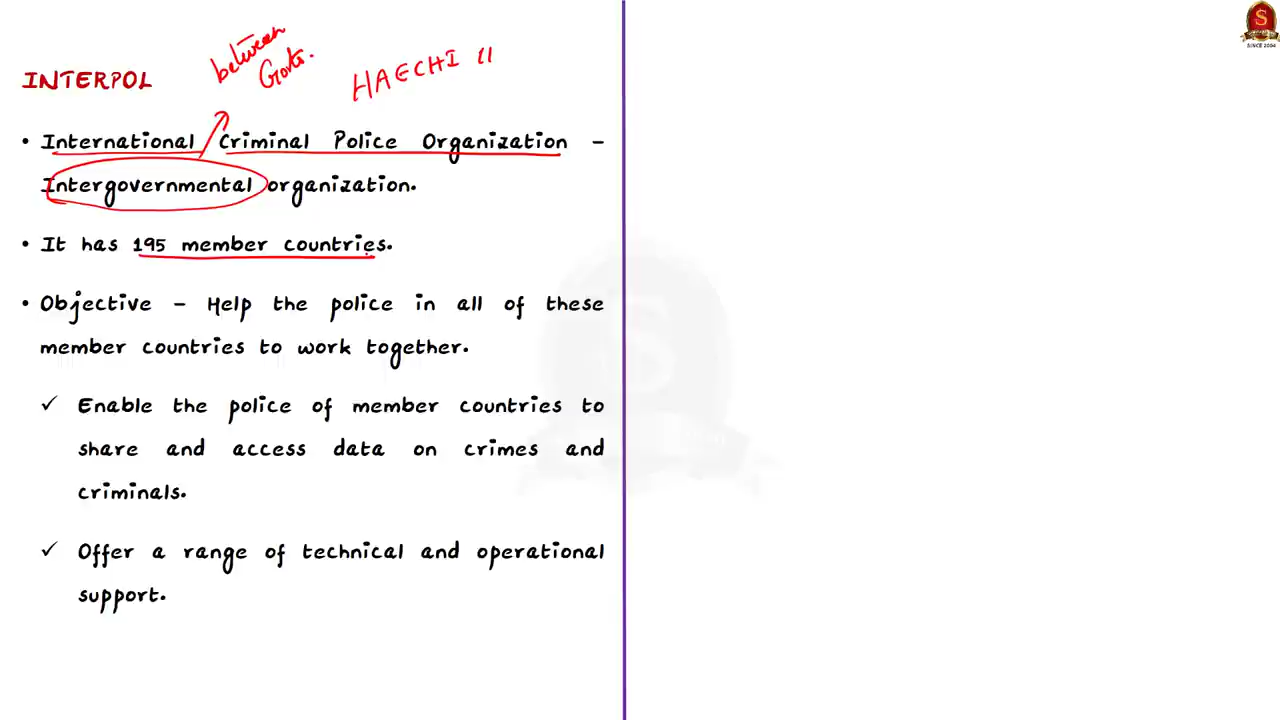 between
Govts.
HAECHI II
INTERPOL
• International Criminal Police Organization –
Intergovernmental organization.
• It has 195 member countries.
• Objective – Help the police in all of these
member countries to work together.
✓ Enable the police of member countries to
share and access data on crimes and
criminals.
✓ Offer a range of technical and operational
support.
S
SINCE 2004